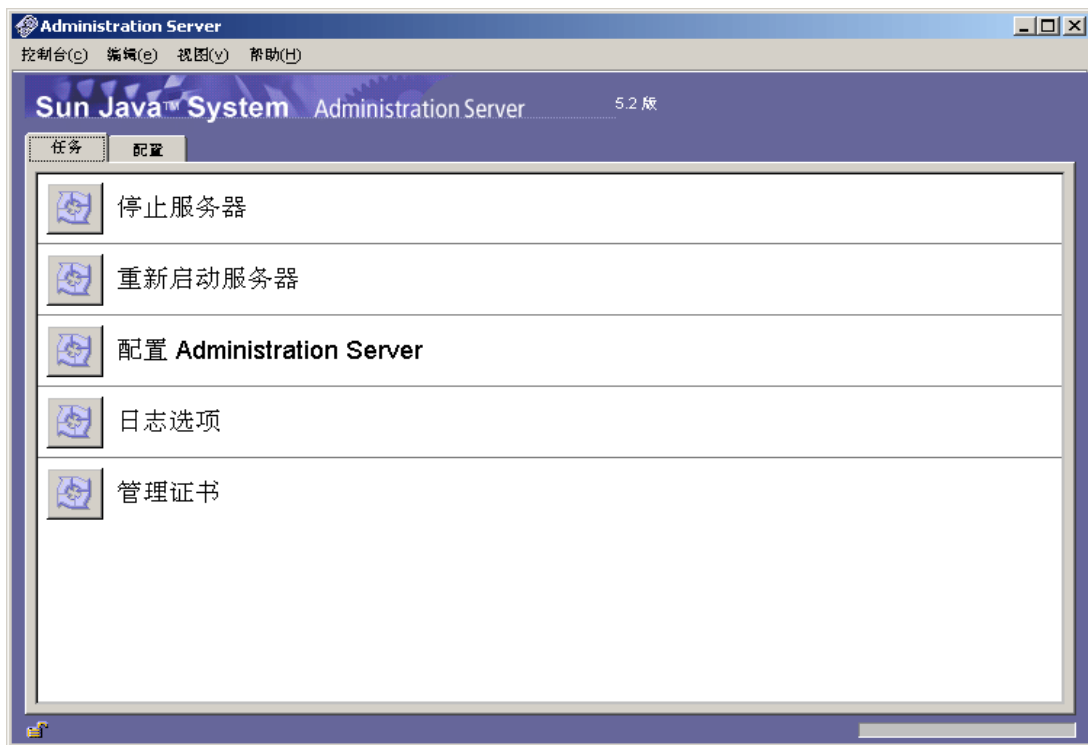 Administration Server
控制台(c) 编辑(e) 视图(v) 帮助(H)
Sun Java™ System Administration Server 5.2 版
任务 配置
停止服务器
重新启动服务器
配置 Administration Server
日志选项
管理证书